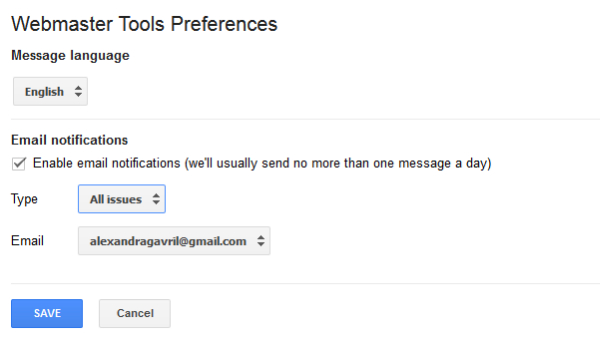 Webmaster Tools Preferences
Message language
English
Email notifications
Enable email notifications (we'll usually send no more than one message a day)
Type All issues
Email alexandragavril@gmail.com
SAVE Cancel